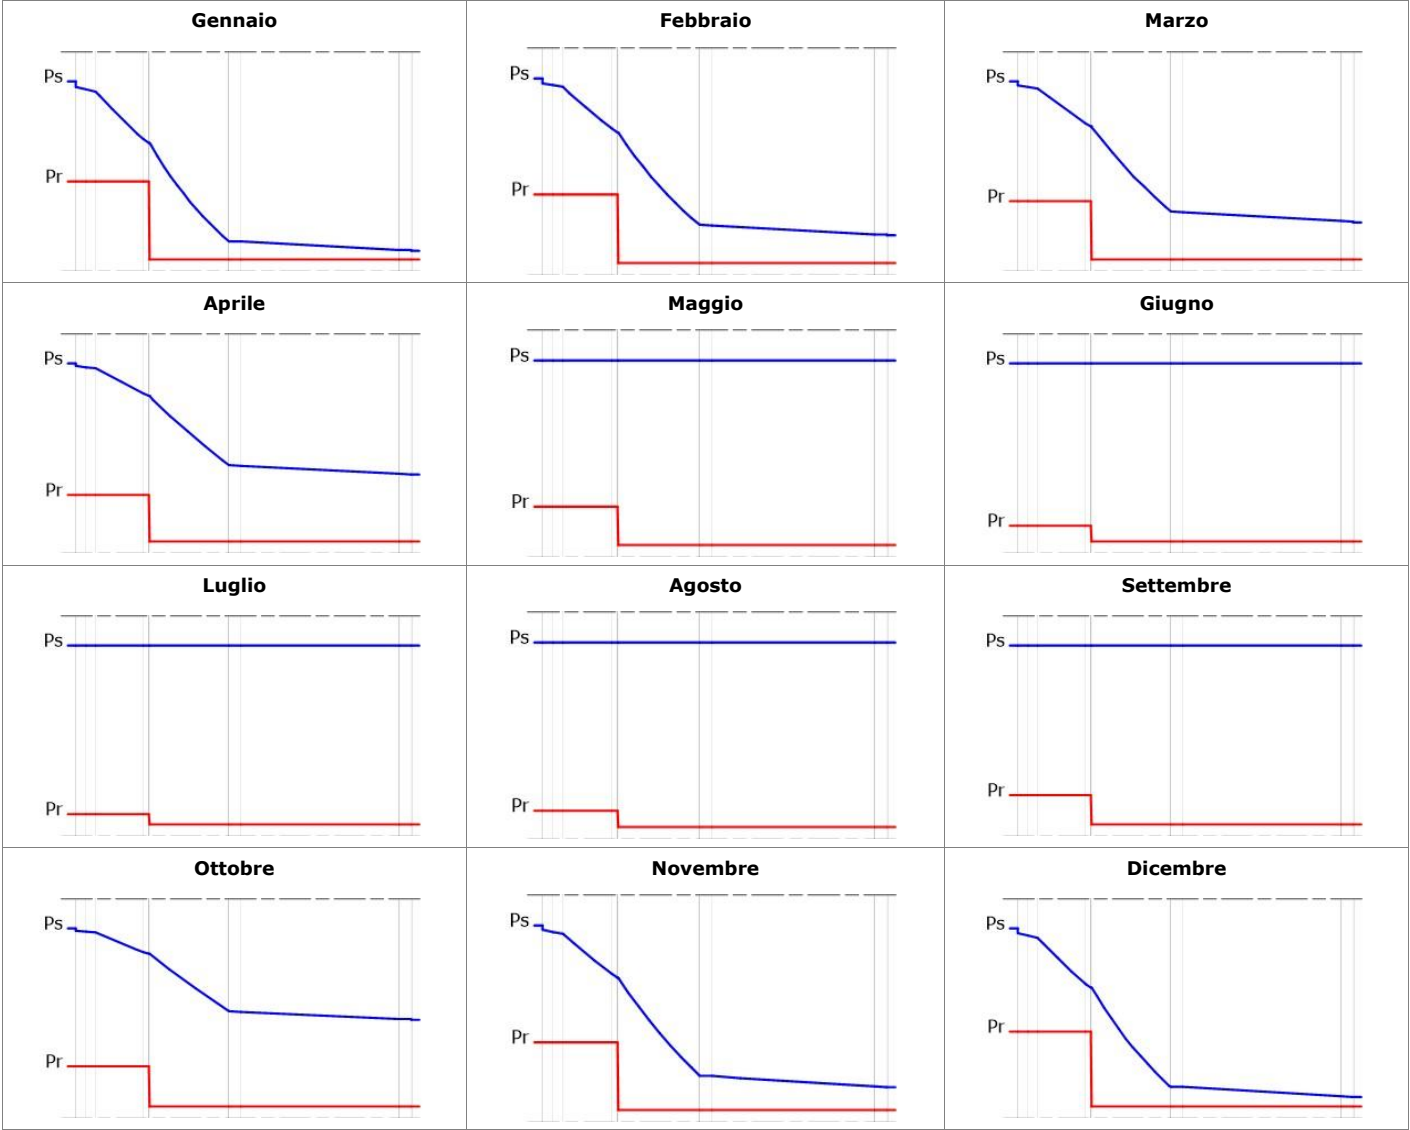 Gennaio
Febbraio
Marzo
Ps
Pr
Ps
Pr
Ps
Pr
Aprile
Maggio
Giugno
Ps
Pr
Ps
Pr
Ps
Pr
Luglio
Agosto
Settembre
Ps
Pr
Ps
Pr
Ps
Pr
Ottobre
Novembre
Dicembre
Ps
Pr
Ps
Pr
Ps
Pr